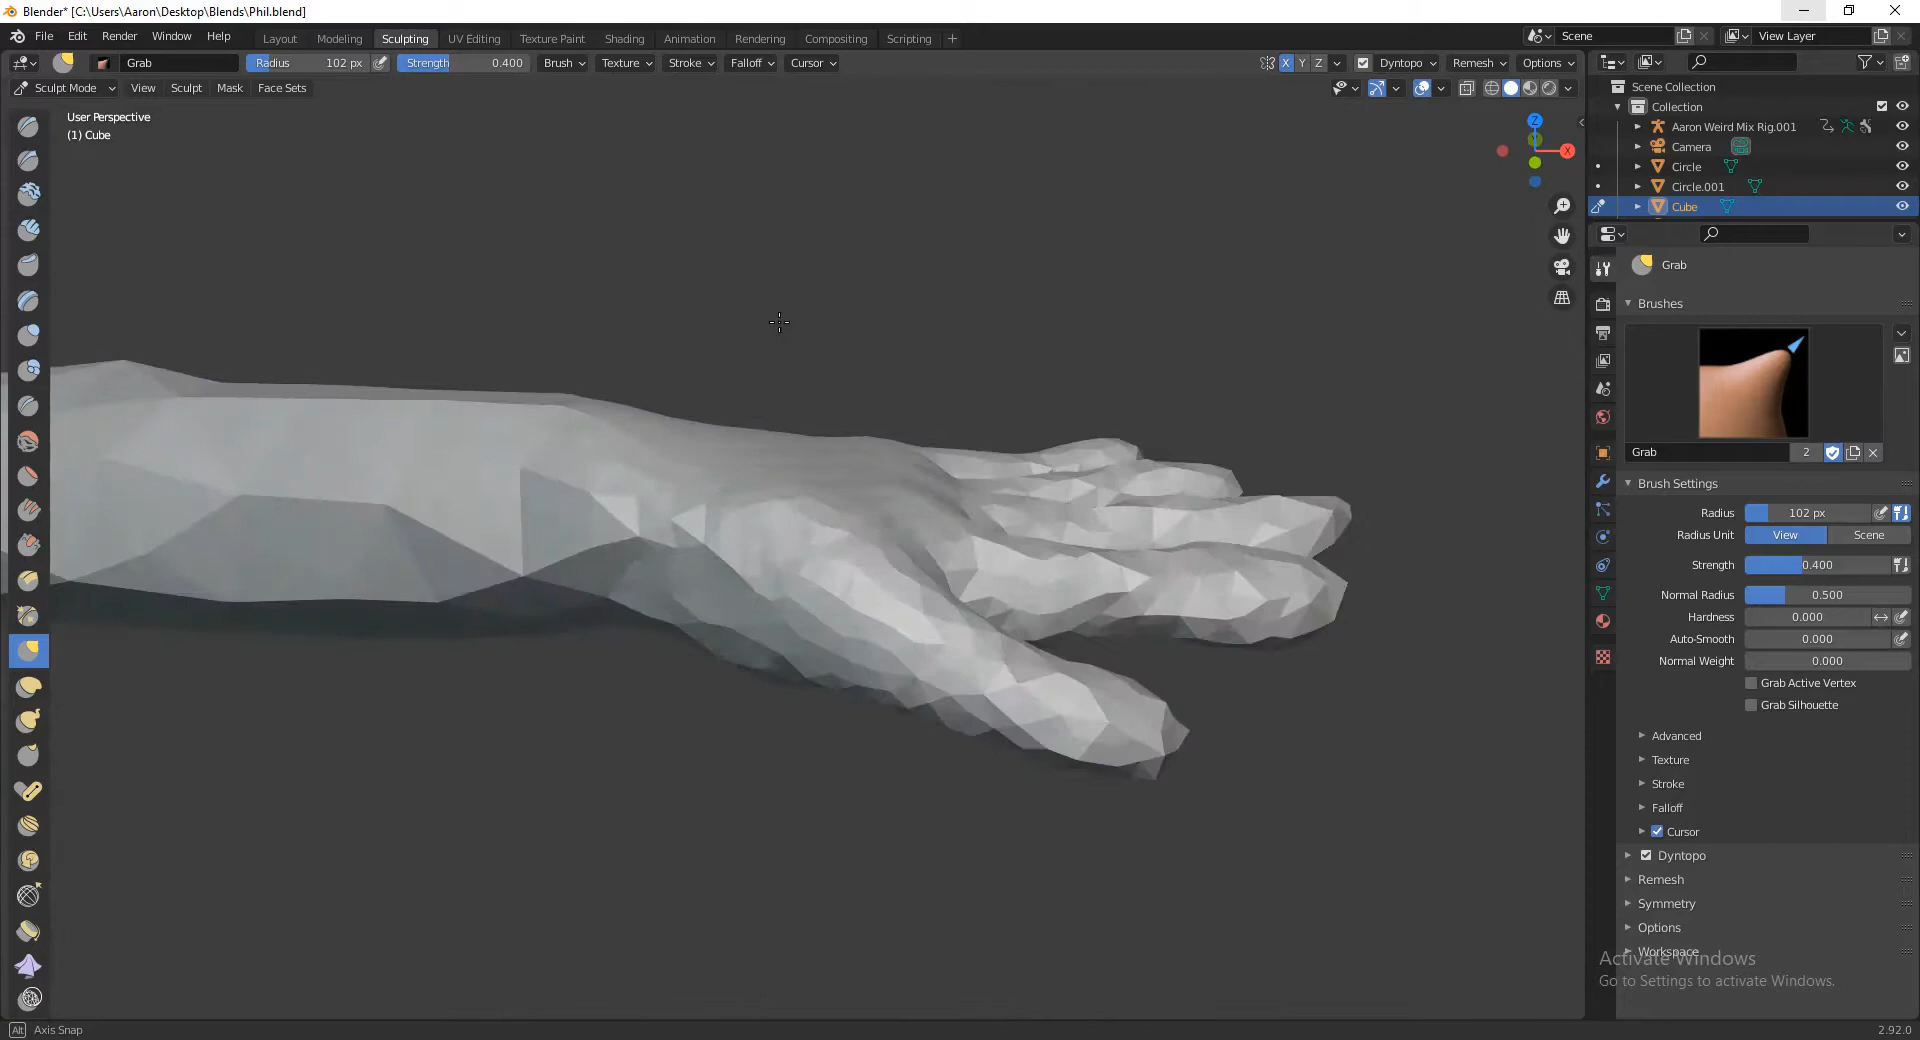 Blender* [C:\Users\Aaron\Desktop\Blends\Phil.blend]
File Edit Render Window Help Layout Modeling Sculpting UV Editing Texture Paint Shading Animation Rendering Compositing Scripting + Scene View Layer
Grab Radius 102 px Strength 0.400 Brush Texture Stroke Falloff Cursor X Y Z Dyntopo Remesh Options
Sculpt Mode View Sculpt Mask Face Sets
User Perspective
(1) Cube
Z
X
Scene Collection
Collection
Aaron Weird Mix Rig.001
Camera
Circle
Circle.001
Cube
Grab
Brushes
Grab 2
Brush Settings
Radius 102 px
Radius Unit View Scene
Strength 0.400
Normal Radius 0.500
Hardness 0.000
Auto-Smooth 0.000
Normal Weight 0.000
Grab Active Vertex
Grab Silhouette
Advanced
Texture
Stroke
Falloff
Cursor
Dyntopo
Remesh
Symmetry
Options
Workspace
Activate Windows
Go to Settings to activate Windows.
Alt Axis Snap 2.92.0